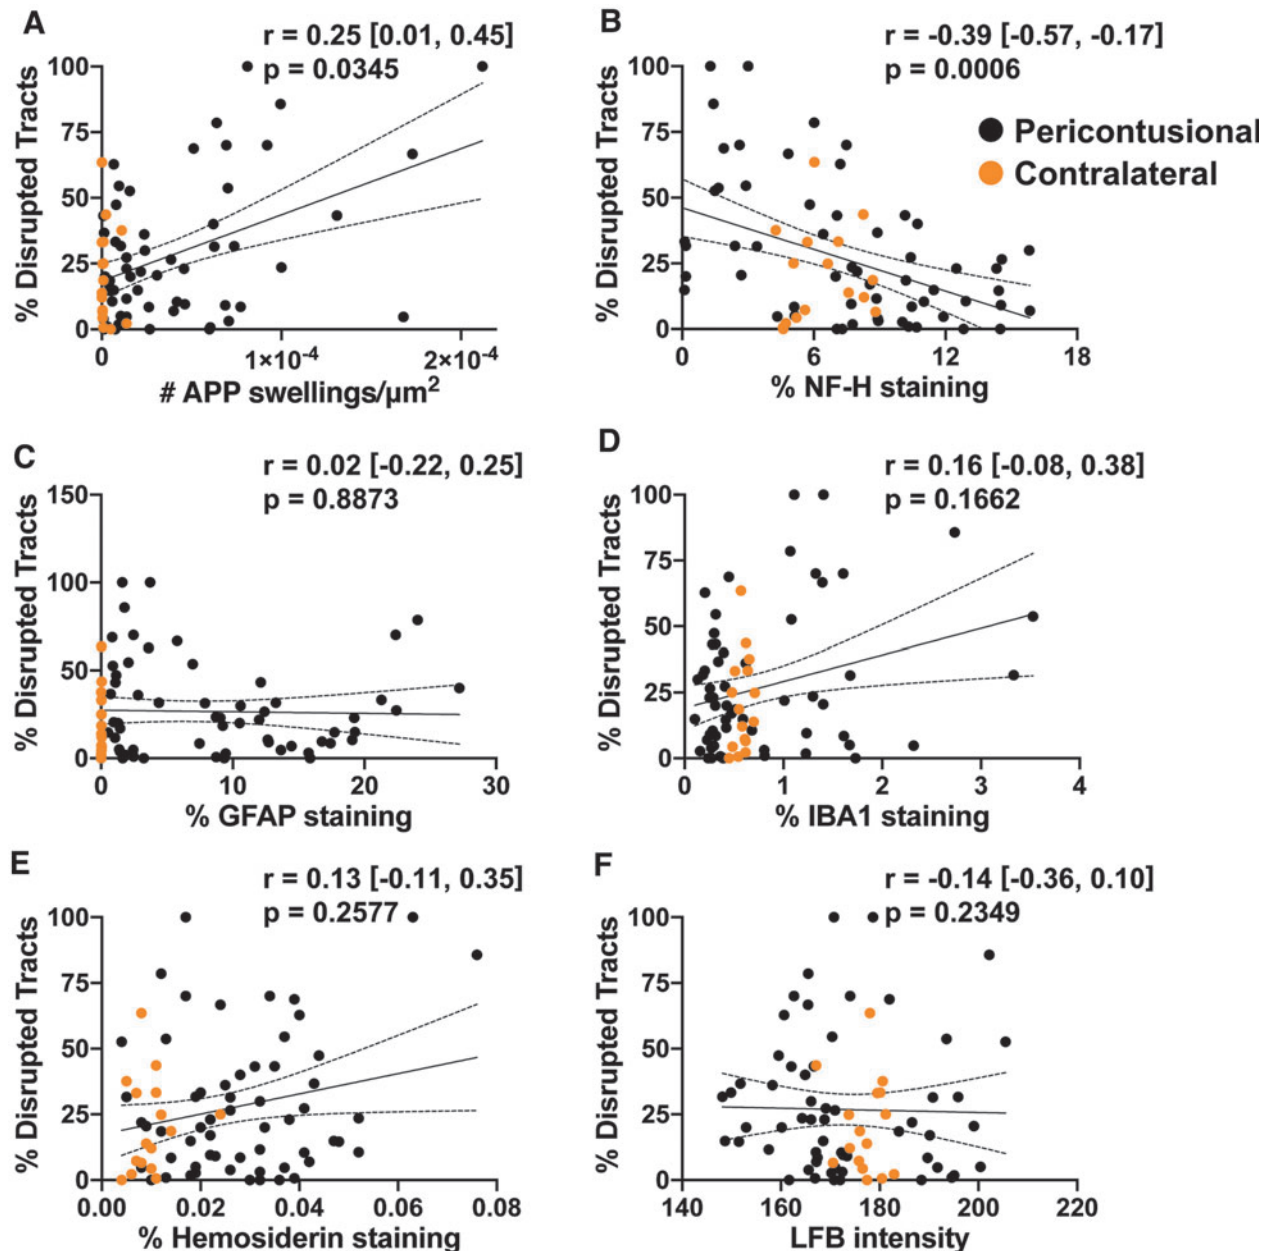 A
r = 0.25 [0.01, 0.45]
p = 0.0345
% Disrupted Tracts
100
75
50
25
0
0
1×10⁻⁴
2×10⁻⁴
# APP swellings/µm²
B
r = -0.39 [-0.57, -0.17]
p = 0.0006
% Disrupted Tracts
100
75
50
25
0
0
6
12
18
% NF-H staining
Pericontusional
Contralateral
C
r = 0.02 [-0.22, 0.25]
p = 0.8873
% Disrupted Tracts
150
100
50
0
0
10
20
30
% GFAP staining
D
r = 0.16 [-0.08, 0.38]
p = 0.1662
% Disrupted Tracts
100
75
50
25
0
0
1
2
3
4
% IBA1 staining
E
r = 0.13 [-0.11, 0.35]
p = 0.2577
% Disrupted Tracts
100
75
50
25
0
0.00
0.02
0.04
0.06
0.08
% Hemosiderin staining
F
r = -0.14 [-0.36, 0.10]
p = 0.2349
% Disrupted Tracts
100
75
50
25
0
140
160
180
200
220
LFB intensity